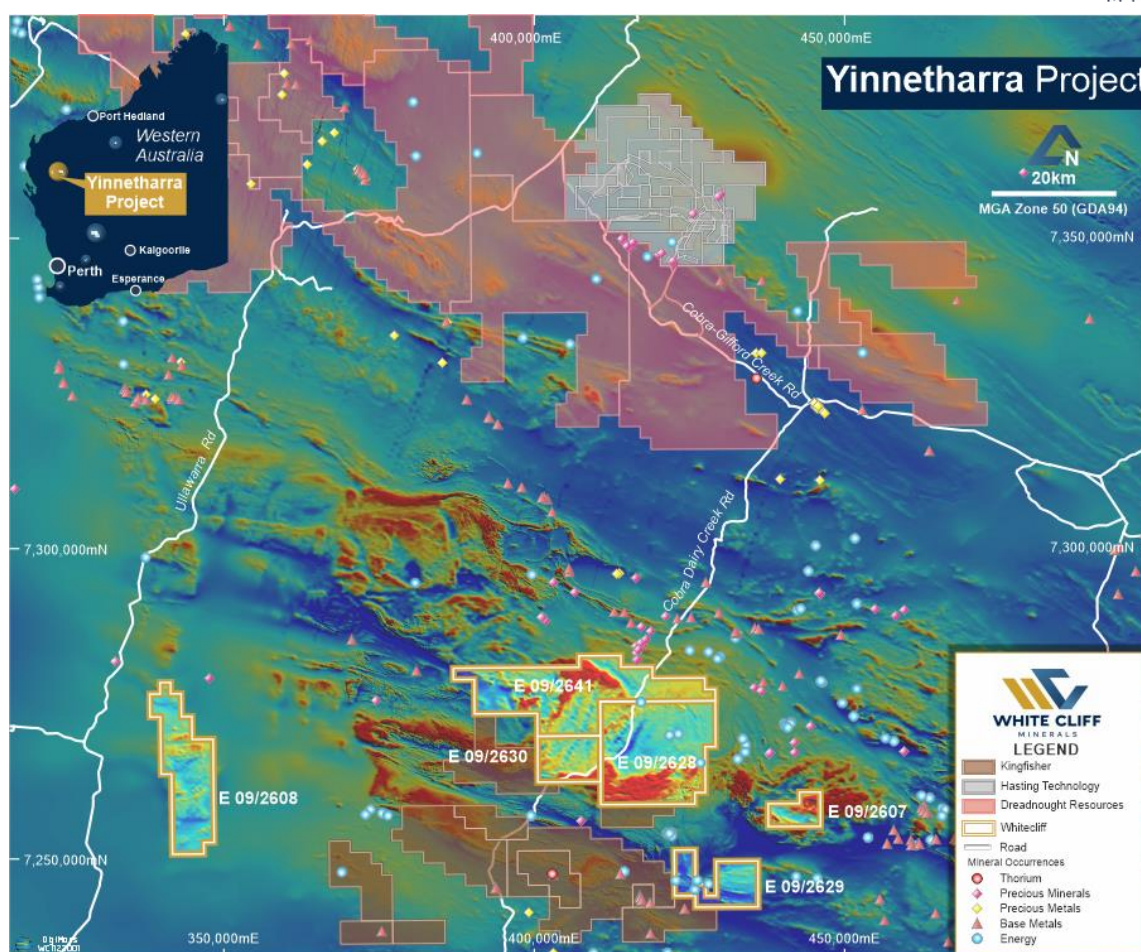 400,000mE
450,000mE
Yinnetharra Project
Port Hedland
Western
Australia
Yinnetharra
Project
Kalgoorlie
Perth
Esperance
N
20km
MGA Zone 50 (GDA94)
7,350,000mN
Cobra-Gifford Creek Rd
Ullawarra Rd
Cobra Dairy Creek Rd
7,300,000mN
7,300,000mN
E 09/2641
E 09/2630
E 09/2628
E 09/2608
E 09/2607
E 09/2629
7,250,000mN
350,000mE
400,000mE
450,000mE
WHITE CLIFF
MINERALS
LEGEND
Kingfisher
Hasting Technology
Dreadnought Resources
Whitecliff
Road
Mineral Occurrences
Thorium
Precious Minerals
Precious Metals
Base Metals
Energy